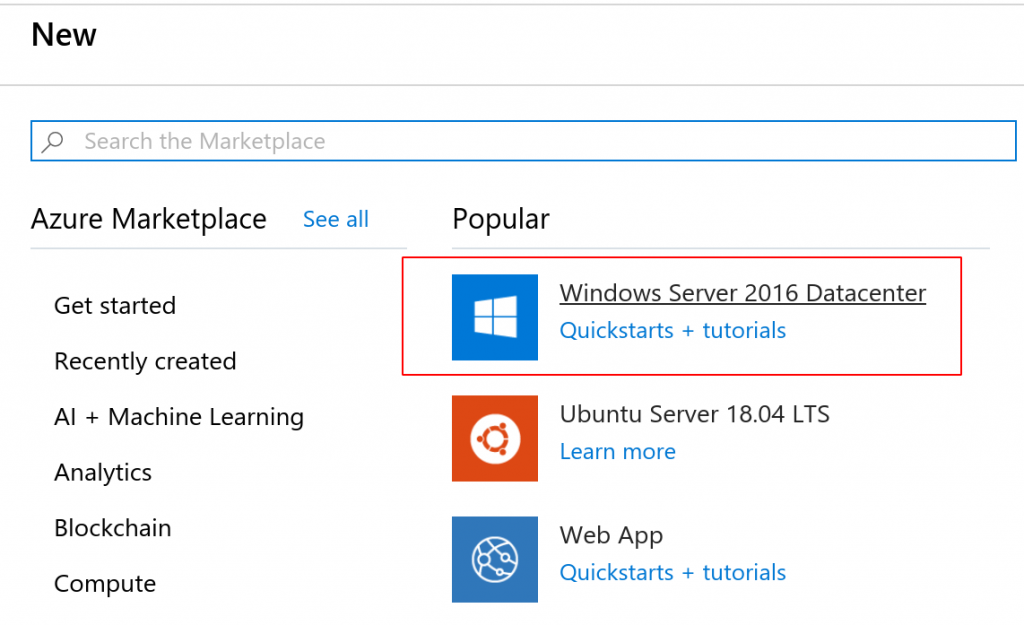 New
Search the Marketplace
Azure Marketplace
See all
Get started
Recently created
AI + Machine Learning
Analytics
Blockchain
Compute
Popular
Windows Server 2016 Datacenter
Quickstarts + tutorials
Ubuntu Server 18.04 LTS
Learn more
Web App
Quickstarts + tutorials